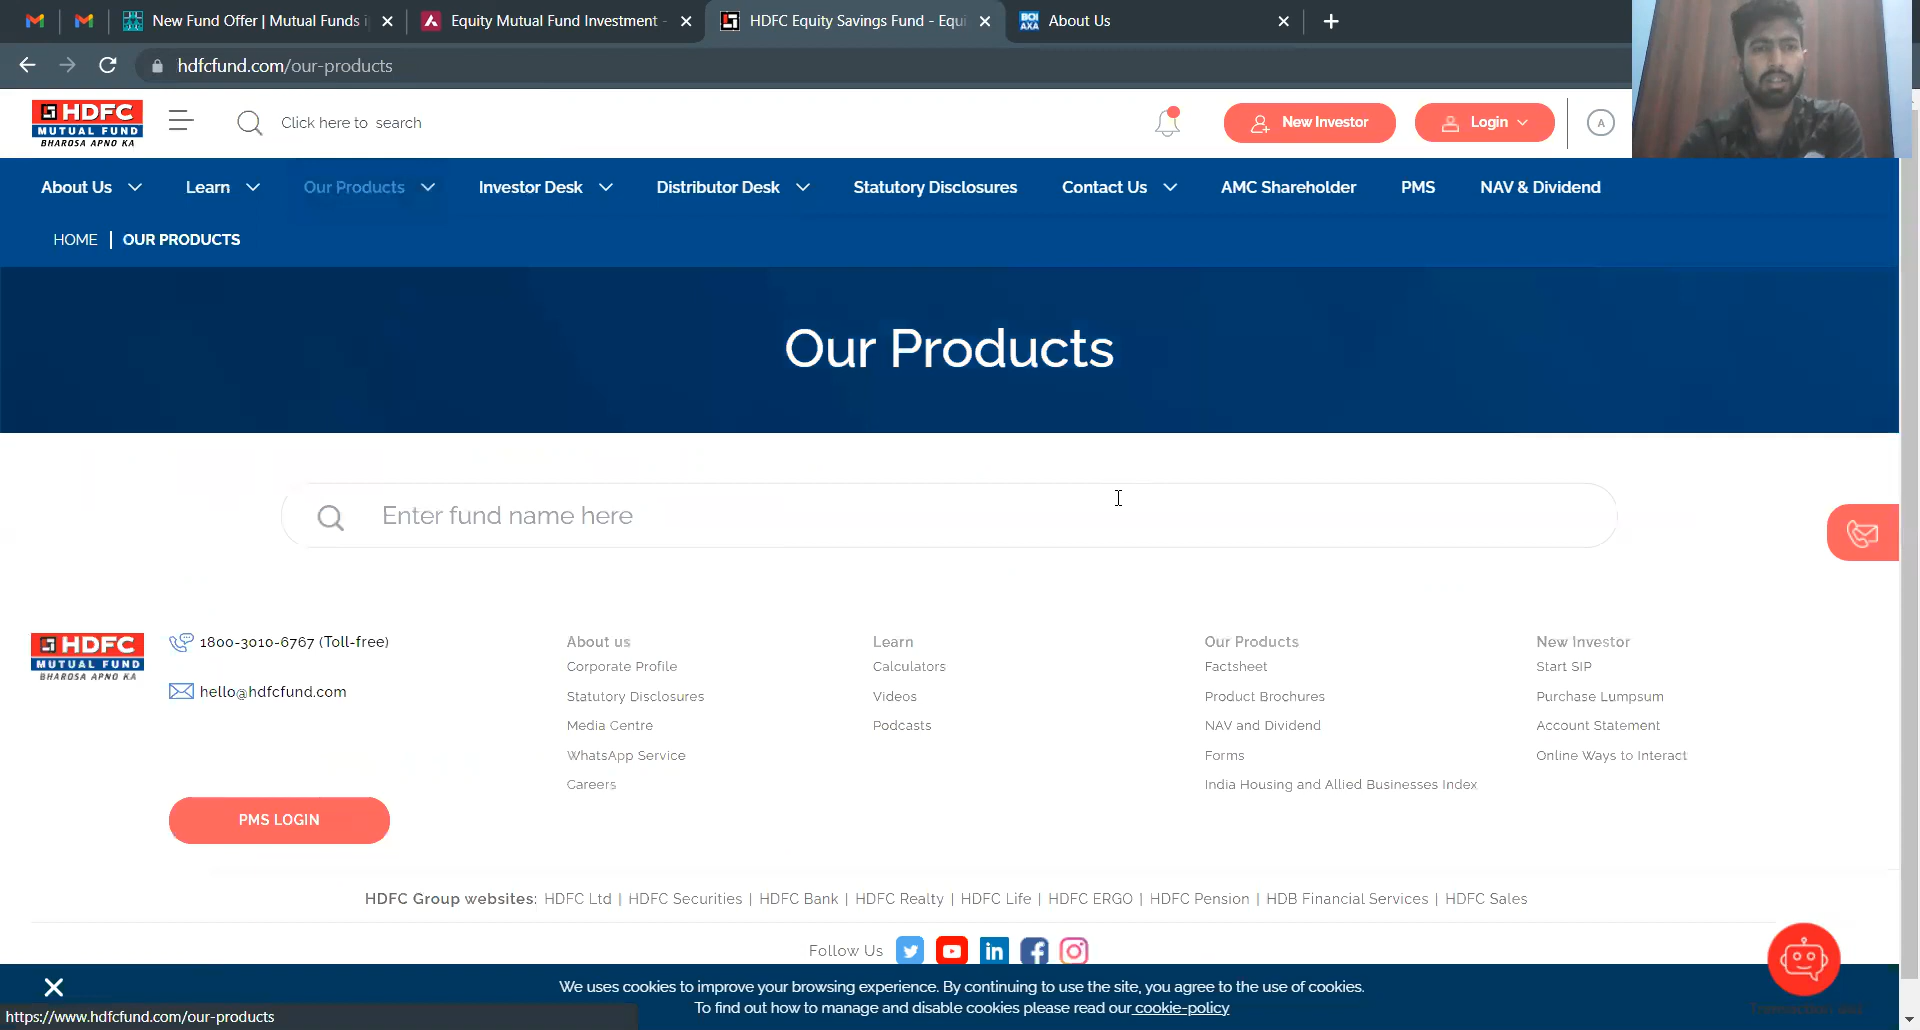 New Fund Offer | Mutual Funds i
Equity Mutual Fund Investment -
HDFC Equity Savings Fund - Equi
BOI AXA
About Us
hdfcfund.com/our-products
HDFC
MUTUAL FUND
BHAROSA APNO KA
Click here to search
New Investor
Login
A
About Us
Learn
Our Products
Investor Desk
Distributor Desk
Statutory Disclosures
Contact Us
AMC Shareholder
PMS
NAV & Dividend
HOME | OUR PRODUCTS
Our Products
Enter fund name here
HDFC
MUTUAL FUND
BHAROSA APNO KA
1800-3010-6767 (Toll-free)
hello@hdfcfund.com
PMS LOGIN
About us
Corporate Profile
Statutory Disclosures
Media Centre
WhatsApp Service
Careers
Learn
Calculators
Videos
Podcasts
Our Products
Factsheet
Product Brochures
NAV and Dividend
Forms
India Housing and Allied Businesses Index
New Investor
Start SIP
Purchase Lumpsum
Account Statement
Online Ways to Interact
HDFC Group websites: HDFC Ltd | HDFC Securities | HDFC Bank | HDFC Realty | HDFC Life | HDFC ERGO | HDFC Pension | HDB Financial Services | HDFC Sales
Follow Us
We uses cookies to improve your browsing experience. By continuing to use the site, you agree to the use of cookies.
To find out how to manage and disable cookies please read our cookie-policy
https://www.hdfcfund.com/our-products